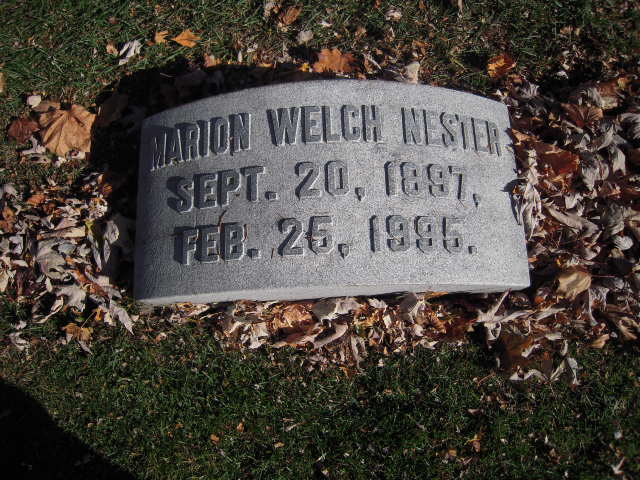 MARION WELCH NESTER
SEPT. 20, 1897,
FEB. 25, 1995.